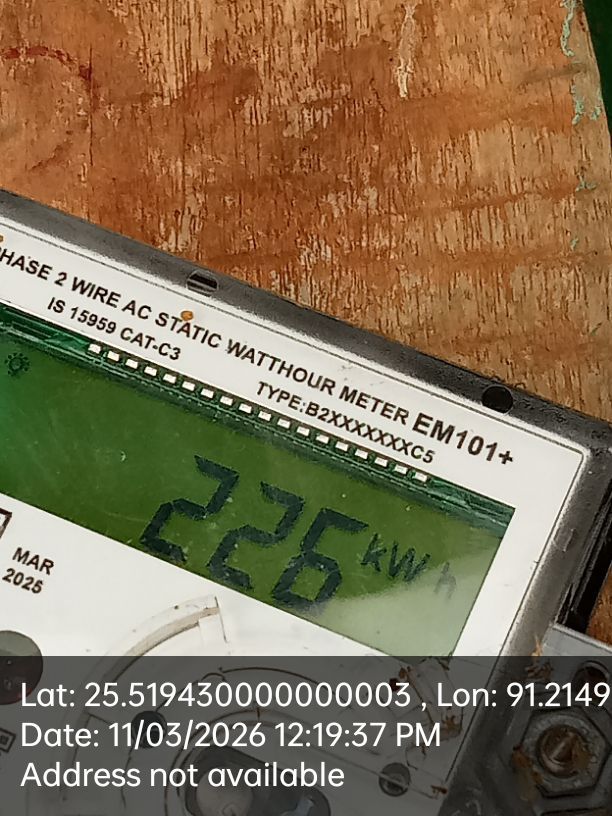 HASE 2 WIRE AC STATIC WATTHOUR METER EM101+
IS 15959 CAT-C3
TYPE:B2XXXXXXXC5
226 kWh
MAR
2025
Lat: 25.519430000000003 , Lon: 91.2149
Date: 11/03/2026 12:19:37 PM
Address not available